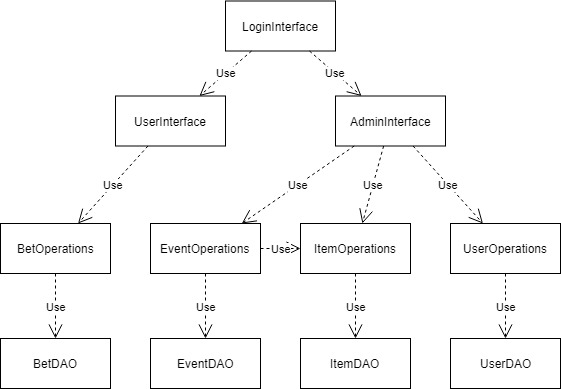 LoginInterface
Use
Use
UserInterface
AdminInterface
Use
Use
Use
Use
BetOperations
EventOperations
Use
ItemOperations
UserOperations
Use
Use
Use
Use
BetDAO
EventDAO
ItemDAO
UserDAO